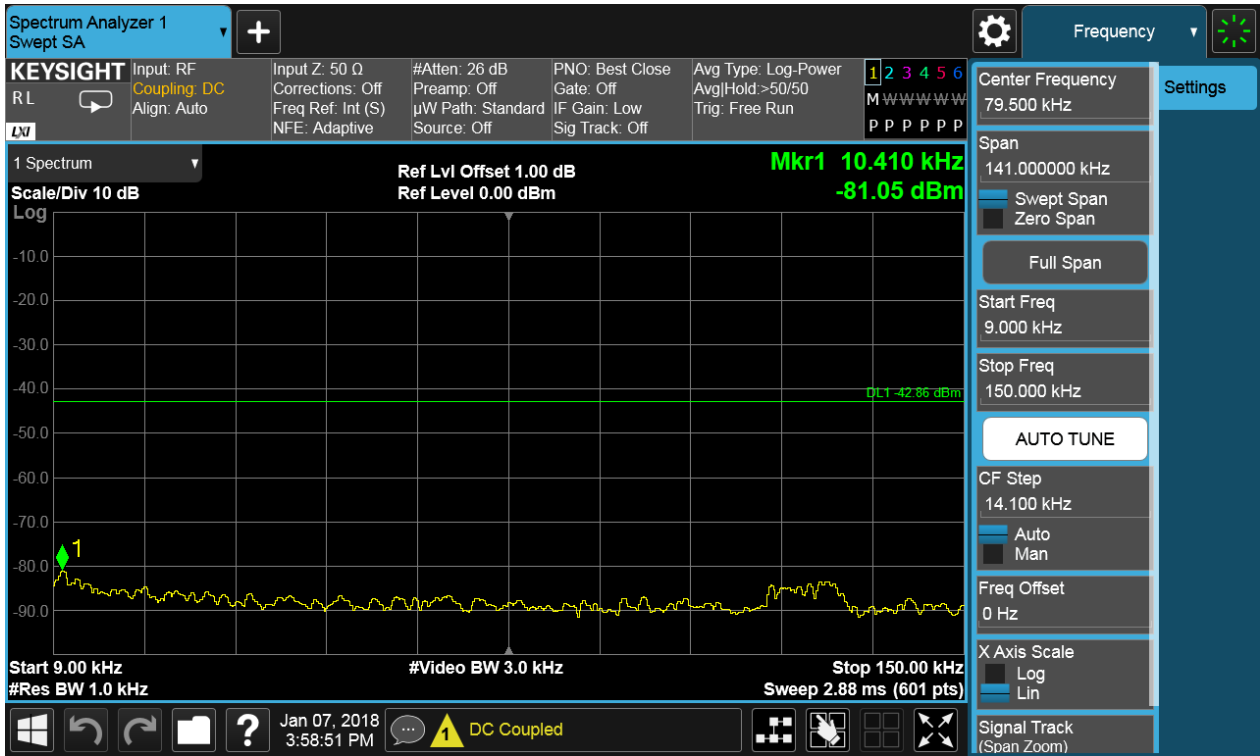 Spectrum Analyzer 1
Swept SA
+
Frequency
KEYSIGHT
R L
LXI
Input: RF
Coupling: DC
Align: Auto
Input Z: 50 Ω
Corrections: Off
Freq Ref: Int (S)
NFE: Adaptive
#Atten: 26 dB
Preamp: Off
µW Path: Standard
Source: Off
PNO: Best Close
Gate: Off
IF Gain: Low
Sig Track: Off
Avg Type: Log-Power
Avg|Hold:>50/50
Trig: Free Run
1 2 3 4 5 6
M W W W W W
P P P P P P
1 Spectrum
Scale/Div 10 dB
Ref Lvl Offset 1.00 dB
Ref Level 0.00 dBm
Mkr1 10.410 kHz
-81.05 dBm
Log
-10.0
-20.0
-30.0
-40.0
-50.0
-60.0
-70.0
-80.0
-90.0
DL1 -42.86 dBm
1
Start 9.00 kHz
#Res BW 1.0 kHz
#Video BW 3.0 kHz
Stop 150.00 kHz
Sweep 2.88 ms (601 pts)
Center Frequency
79.500 kHz
Span
141.000000 kHz
Swept Span
Zero Span
Full Span
Start Freq
9.000 kHz
Stop Freq
150.000 kHz
AUTO TUNE
CF Step
14.100 kHz
Auto
Man
Freq Offset
0 Hz
X Axis Scale
Log
Lin
Signal Track
(Span Zoom)
Settings
?
Jan 07, 2018
3:58:51 PM
1
DC Coupled